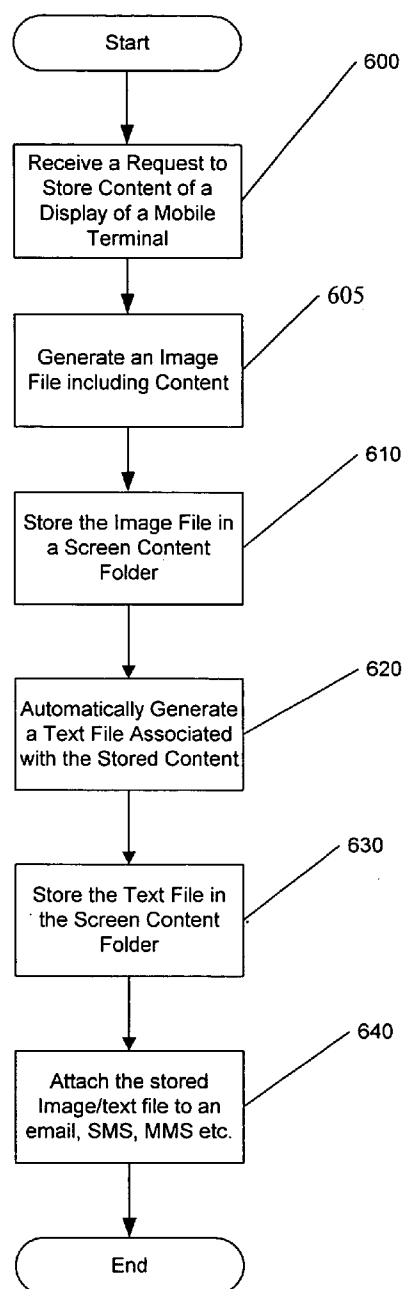 Start
600
Receive a Request to
Store Content of a
Display of a Mobile
Terminal
605
Generate an Image
File including Content
610
Store the Image File in
a Screen Content
Folder
620
Automatically Generate
a Text File Associated
with the Stored Content
630
Store the Text File in
the Screen Content
Folder
640
Attach the stored
Image/text file to an
email, SMS, MMS etc.
End